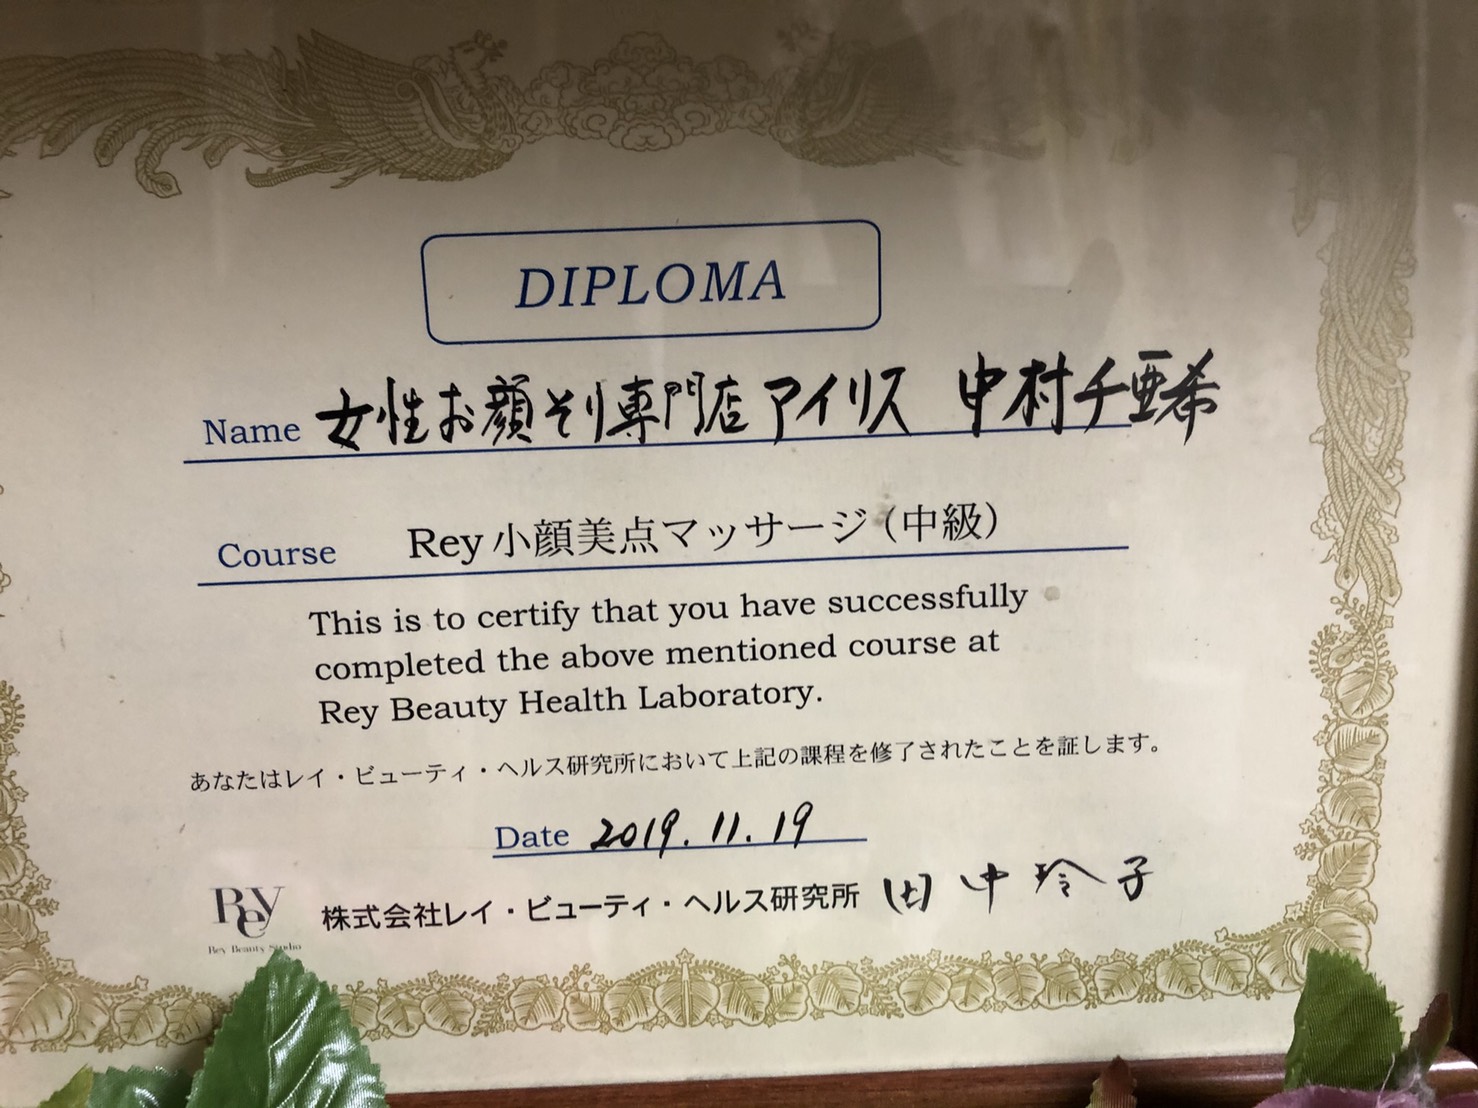 DIPLOMA
Name 女性お顔そり専門店アイリス 中村千亜希
Course Rey小顔美点マッサージ（中級）
This is to certify that you have successfully
completed the above mentioned course at
Rey Beauty Health Laboratory.
あなたはレイ・ビューティ・ヘルス研究所において上記の課程を修了されたことを証します。
Date 2019.11.19
Rey
Rey Beauty Studio
株式会社レイ・ビューティ・ヘルス研究所 田中玲子